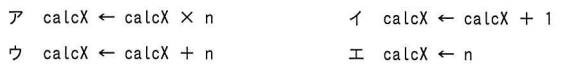 ア calcX ← calcX × n イ calcX ← calcX + 1
ウ calcX ← calcX + n エ calcX ← n